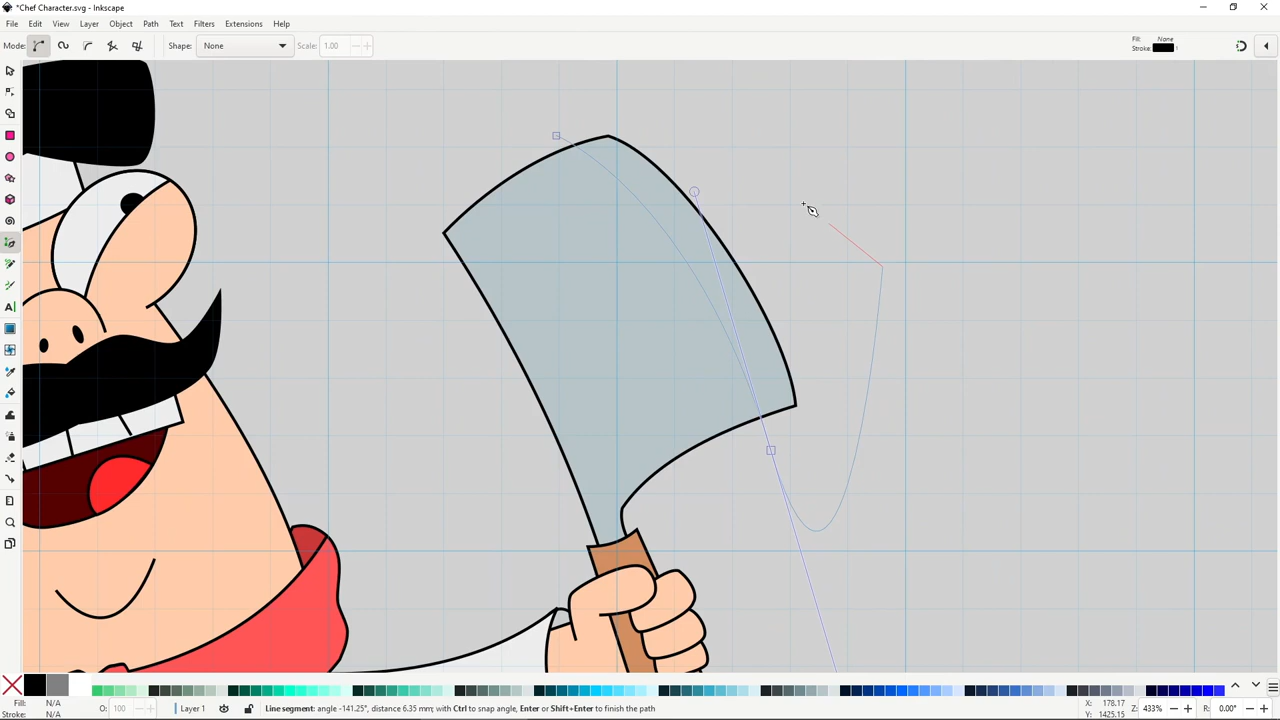 *Chef Character.svg - Inkscape
File Edit View Layer Object Path Text Filters Extensions Help
Mode: Shape: None Scale: 1.00 Fill: None
Stroke: 1
Fill: N/A
Stroke: N/A
O: 100 Layer 1 Line segment: angle -141.25°, distance 6.35 mm; with Ctrl to snap angle, Enter or Shift+Enter to finish the path X: 178.17
Y: 1425.15
Z: 433% R: 0.00°